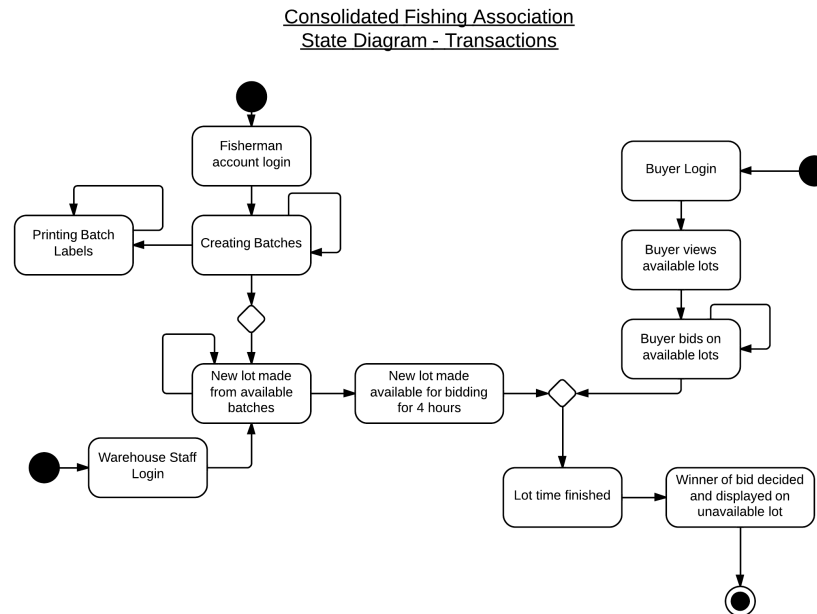 Consolidated Fishing Association
State Diagram - Transactions
Fisherman
account login
Buyer Login
Printing Batch
Labels
Creating Batches
Buyer views
available lots
Buyer bids on
available lots
New lot made
from available
batches
New lot made
available for bidding
for 4 hours
Warehouse Staff
Login
Lot time finished
Winner of bid decided
and displayed on
unavailable lot